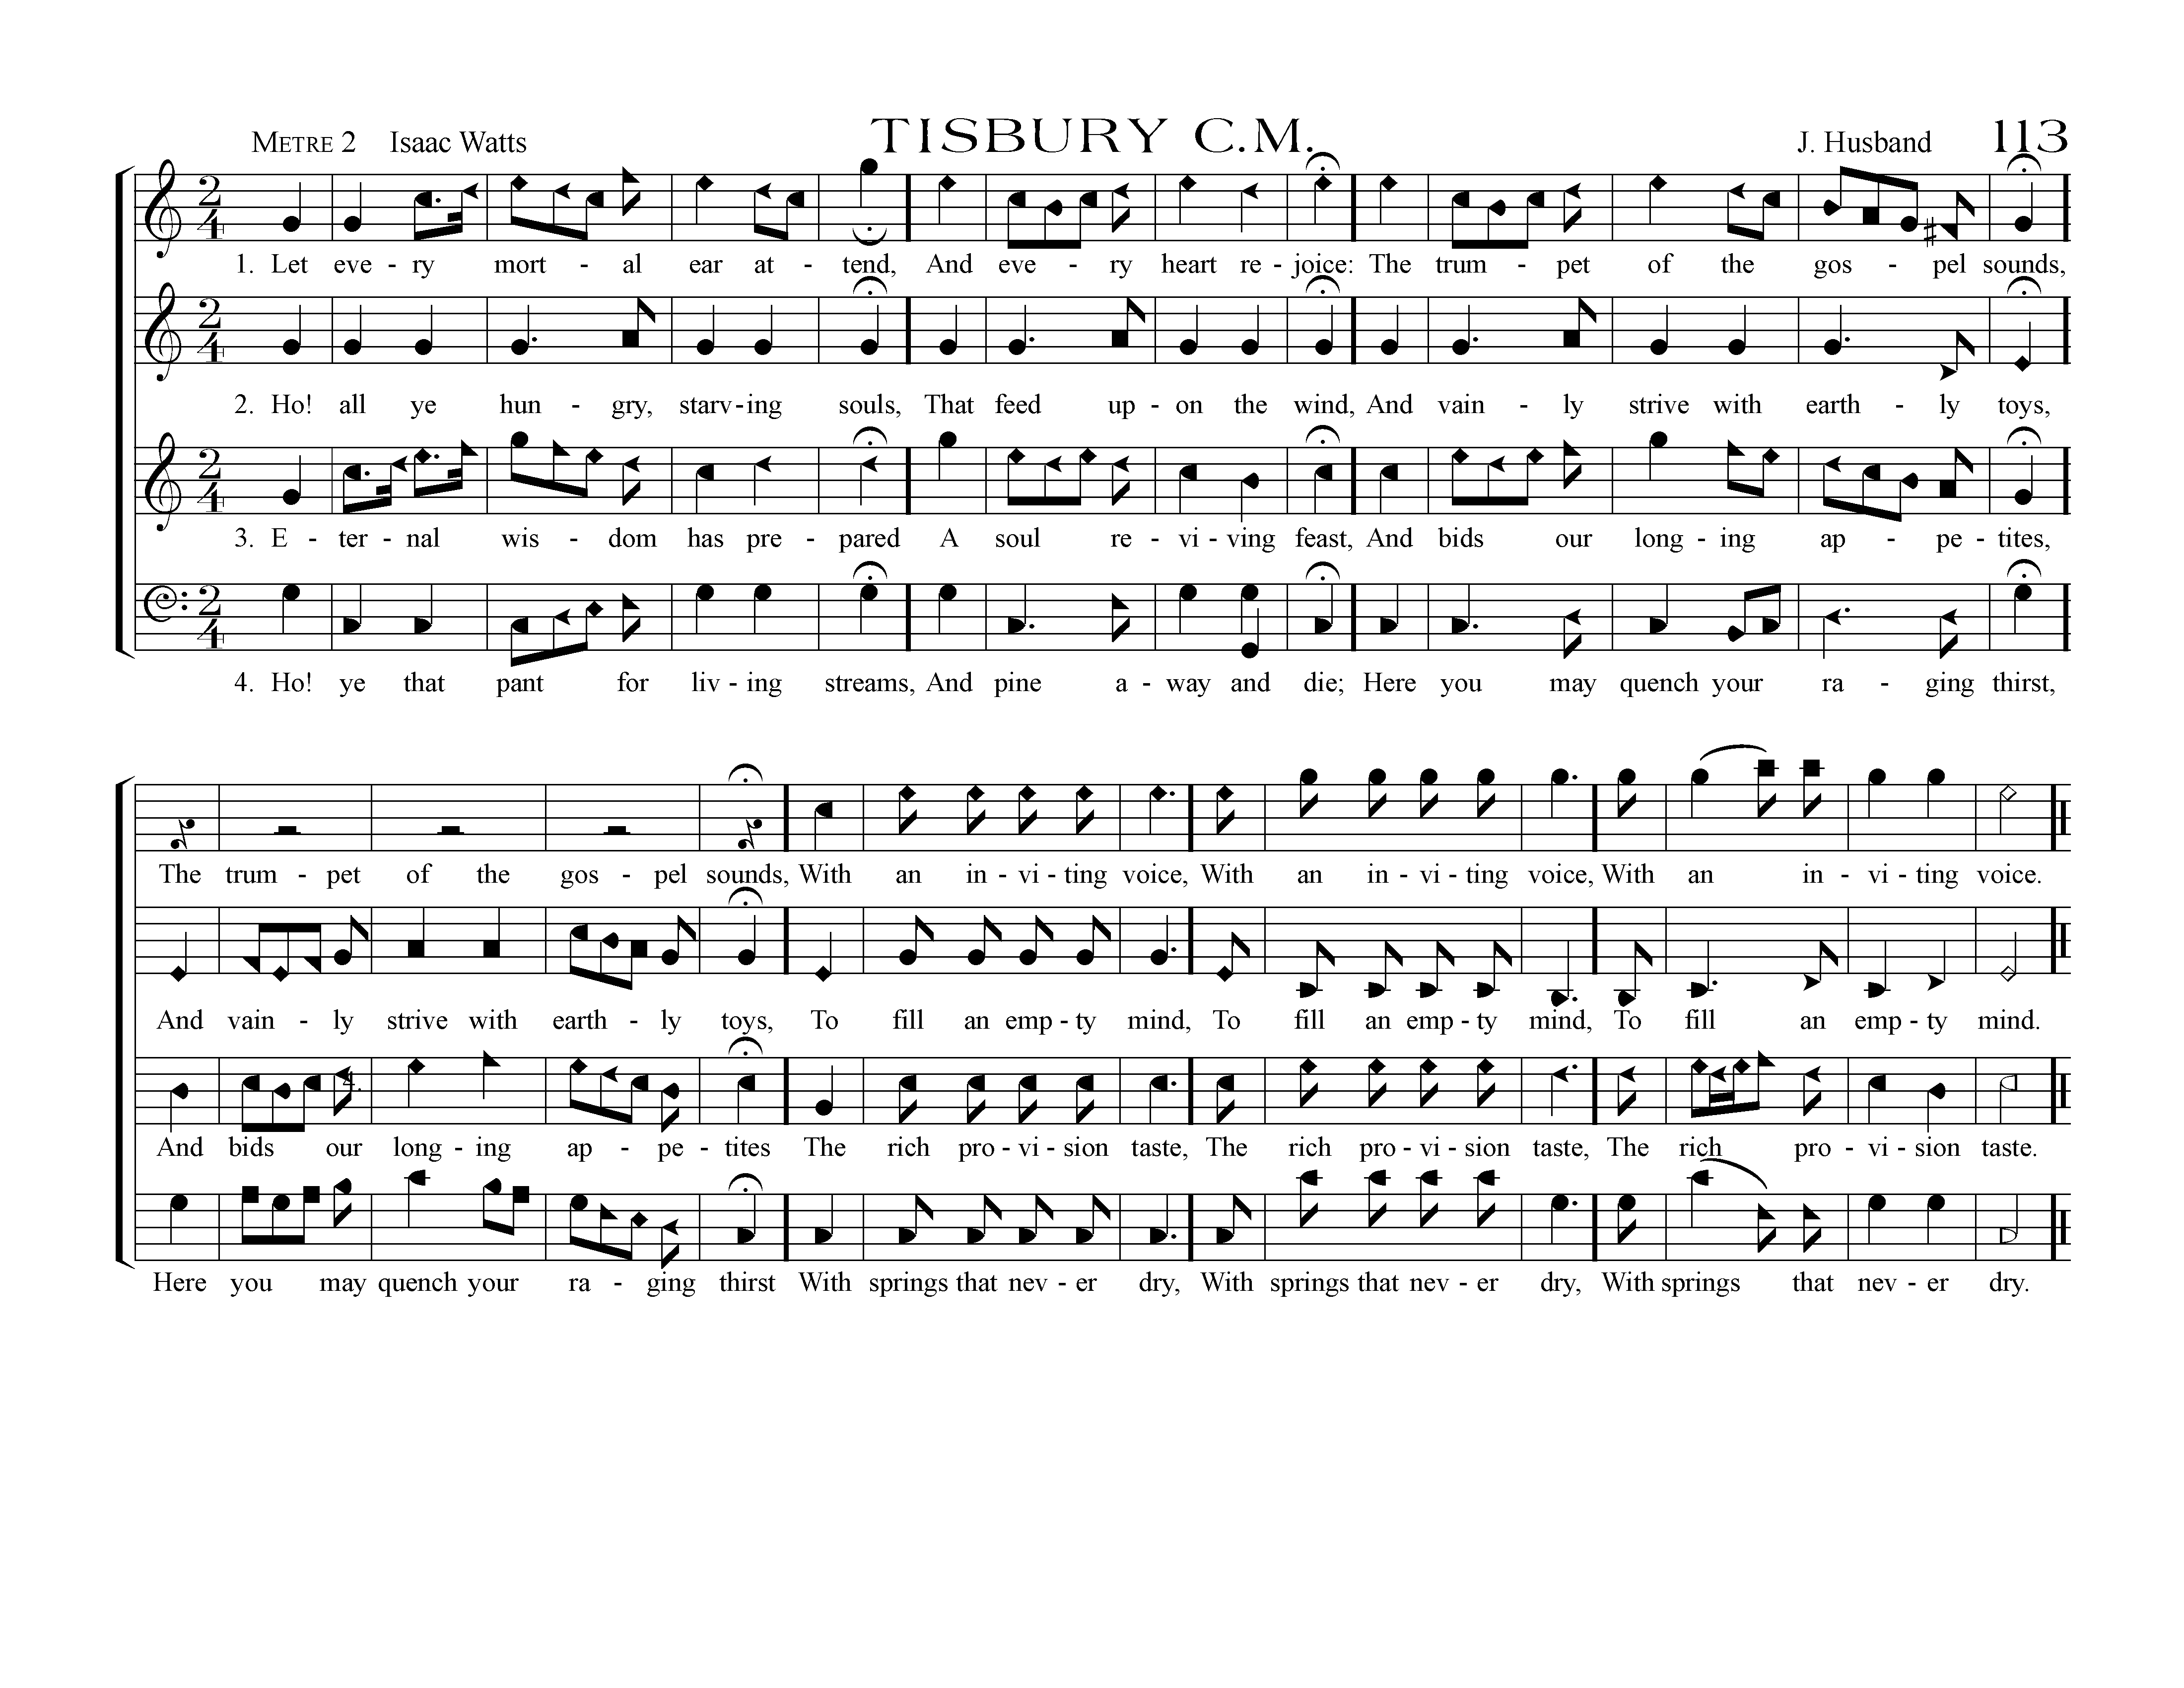 METRE 2 Isaac Watts TISBURY C.M. J. Husband 113
2 4
1. Let eve - ry mort - al ear at - tend, And eve - ry heart re - joice: The trum - pet of the gos - pel sounds,
2 4
2. Ho! all ye hun - gry, starv - ing souls, That feed up - on the wind, And vain - ly strive with earth - ly toys,
2 4
3. E - ter - nal wis - dom has pre - pared A soul re - vi - ving feast, And bids our long - ing ap - pe - tites,
2 4
4. Ho! ye that pant for liv - ing streams, And pine a - way and die; Here you may quench your ra - ging thirst,
The trum - pet of the gos - pel sounds, With an in - vi - ting voice, With an in - vi - ting voice, With an in - vi - ting voice.
And vain - ly strive with earth - ly toys, To fill an emp - ty mind, To fill an emp - ty mind, To fill an emp - ty mind.
4.
And bids our long - ing ap - pe - tites The rich pro - vi - sion taste, The rich pro - vi - sion taste, The rich pro - vi - sion taste.
Here you may quench your ra - ging thirst With springs that nev - er dry, With springs that nev - er dry, With springs that nev - er dry.